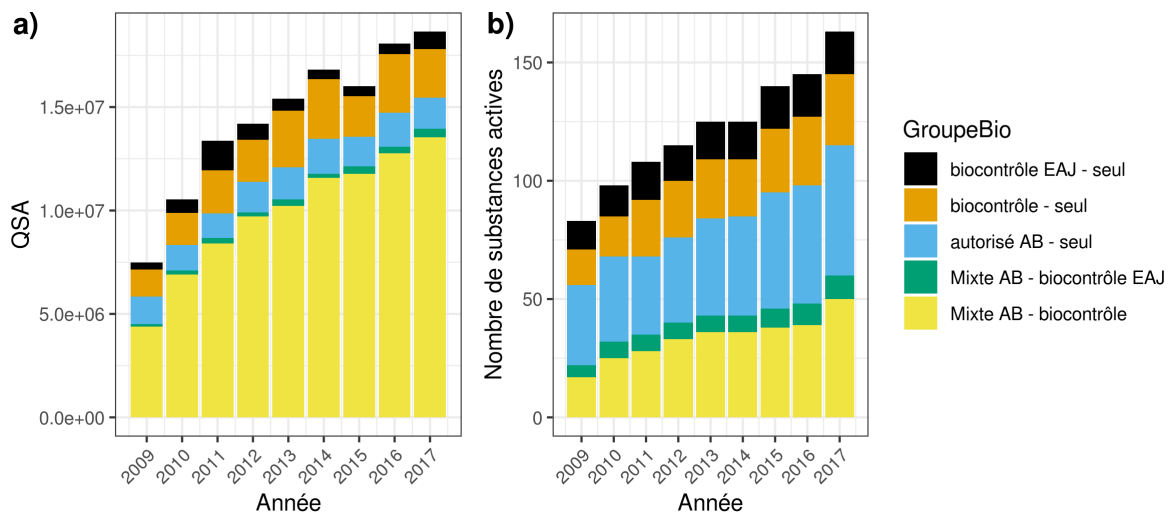 a)
QSA
1.5e+07
1.0e+07
5.0e+06
0.0e+00
2009
2010
2011
2012
2013
2014
2015
2016
2017
Année
b)
Nombre de substances actives
150
100
50
0
2009
2010
2011
2012
2013
2014
2015
2016
2017
Année
GroupeBio
biocontrôle EAJ - seul
biocontrôle - seul
autorisé AB - seul
Mixte AB - biocontrôle EAJ
Mixte AB - biocontrôle